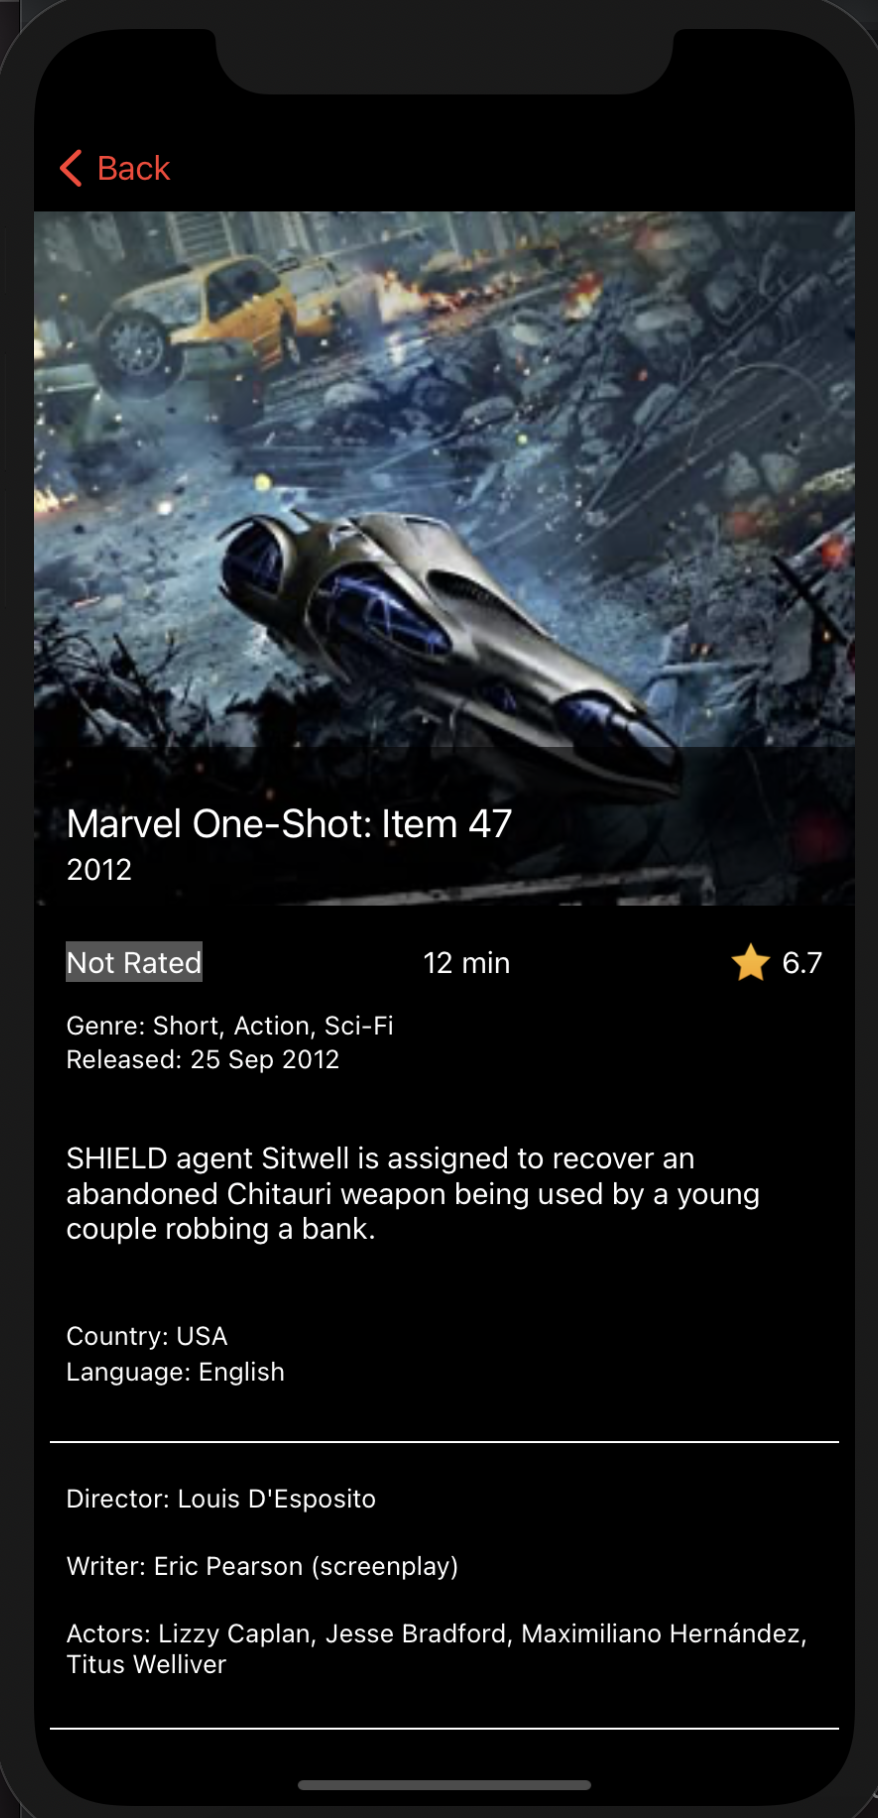 Back
Marvel One-Shot: Item 47
2012
Not Rated 12 min 6.7
Genre: Short, Action, Sci-Fi
Released: 25 Sep 2012
SHIELD agent Sitwell is assigned to recover an
abandoned Chitauri weapon being used by a young
couple robbing a bank.
Country: USA
Language: English
Director: Louis D'Esposito
Writer: Eric Pearson (screenplay)
Actors: Lizzy Caplan, Jesse Bradford, Maximiliano Hernández,
Titus Welliver